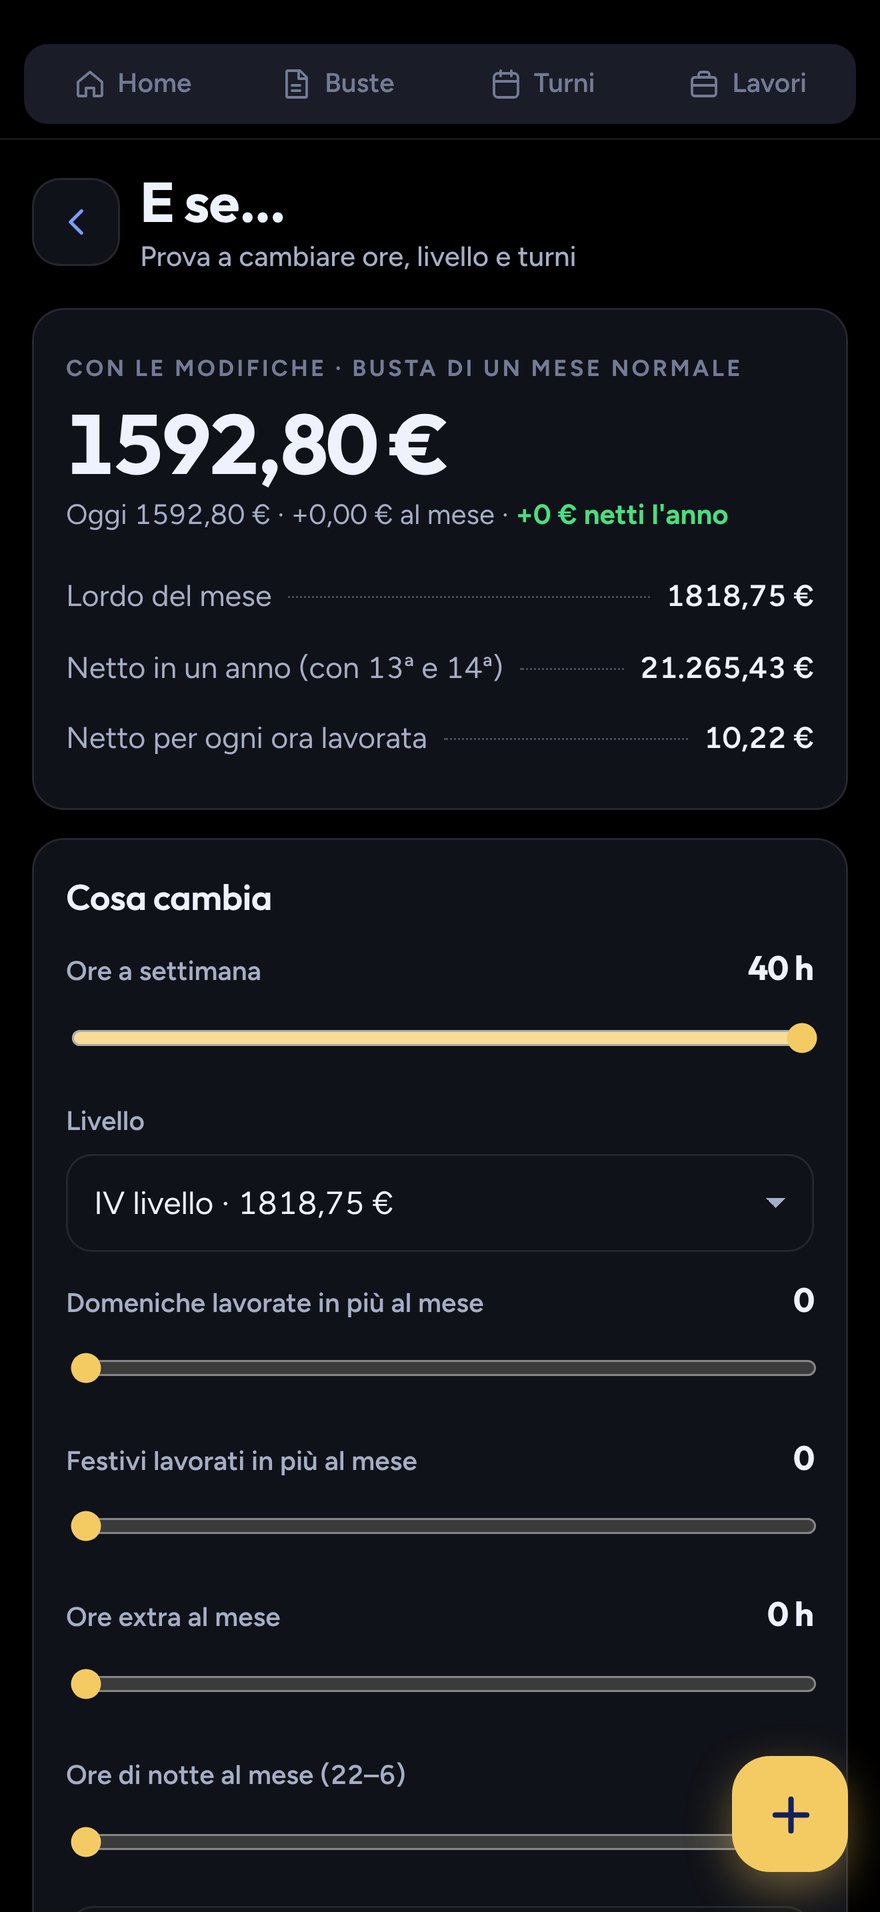 Home Buste Turni Lavori
E se...
Prova a cambiare ore, livello e turni
CON LE MODIFICHE · BUSTA DI UN MESE NORMALE
1592,80 €
Oggi 1592,80 € · +0,00 € al mese · +0 € netti l'anno
Lordo del mese 1818,75 €
Netto in un anno (con 13ª e 14ª) 21.265,43 €
Netto per ogni ora lavorata 10,22 €
Cosa cambia
Ore a settimana 40 h
Livello
IV livello · 1818,75 €
Domeniche lavorate in più al mese 0
Festivi lavorati in più al mese 0
Ore extra al mese 0 h
Ore di notte al mese (22–6)